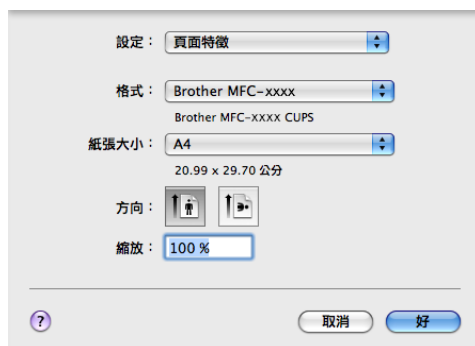 設定： 頁面特徵
格式： Brother MFC-xxxx
Brother MFC-XXXX CUPS
紙張大小： A4
20.99 x 29.70 公分
方向：
縮放： 100 %
? 取消 好